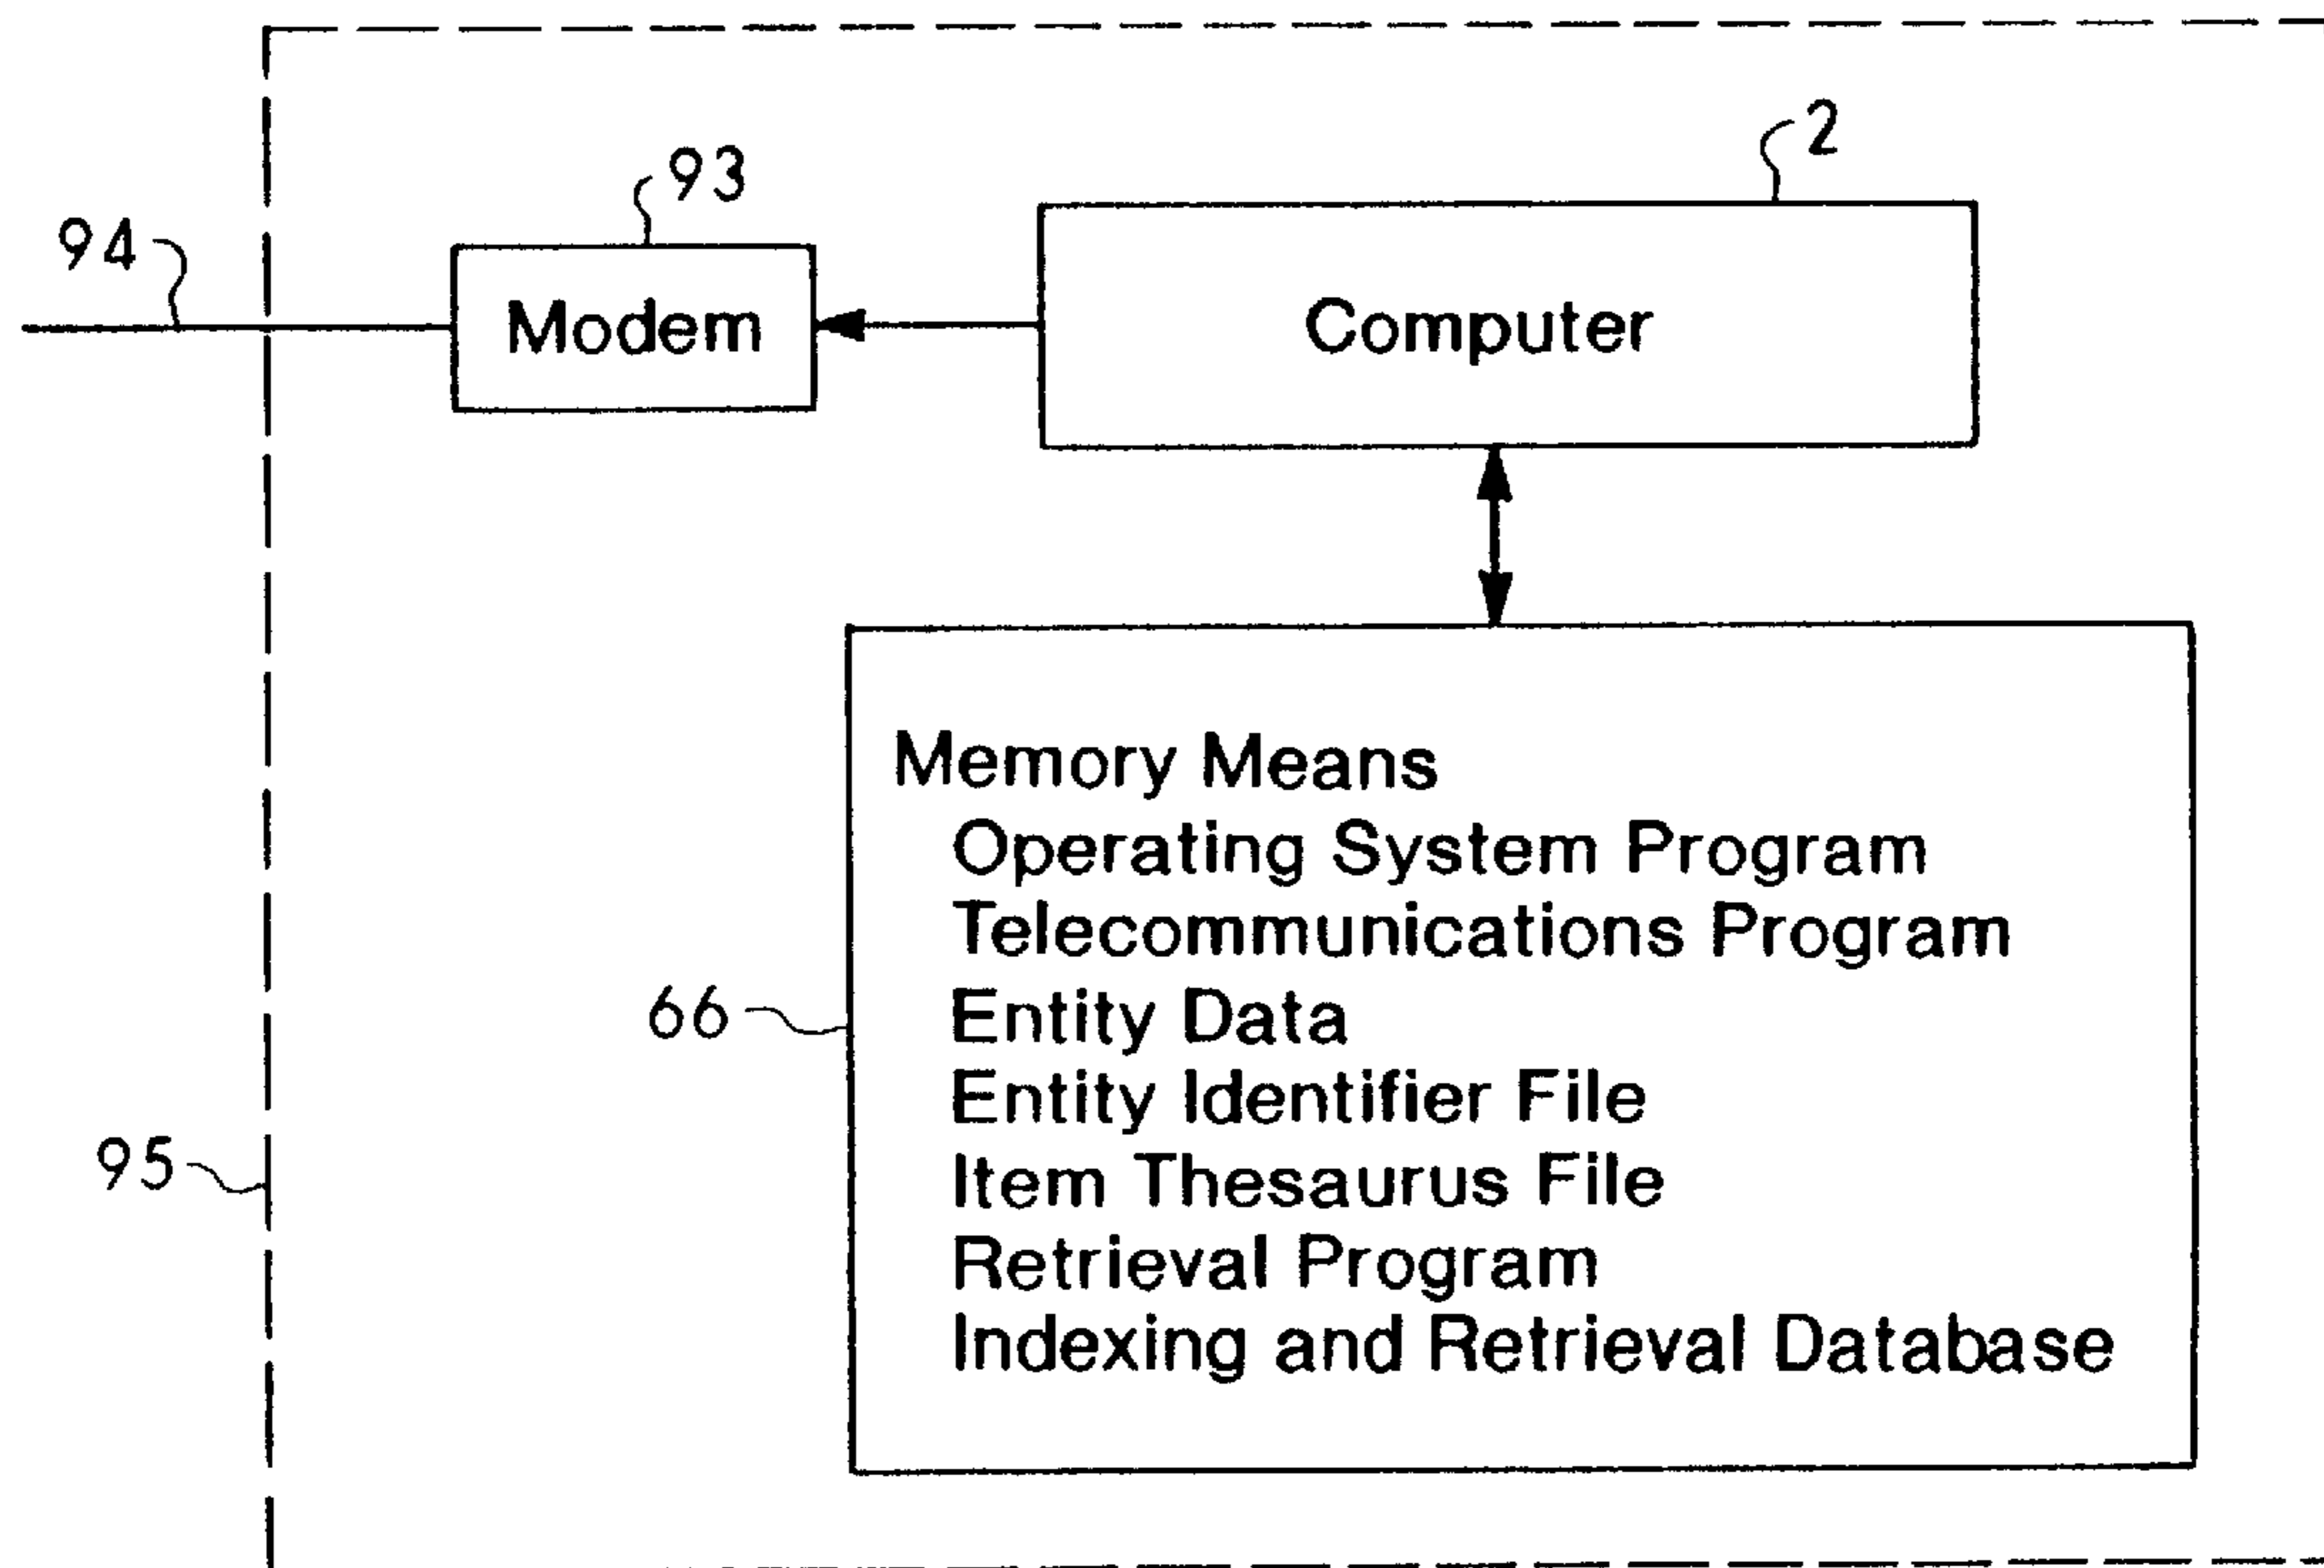 2
93
94
Modem
Computer
Memory Means
Operating System Program
Telecommunications Program
66
Entity Data
Entity Identifier File
95
Item Thesaurus File
Retrieval Program
Indexing and Retrieval Database